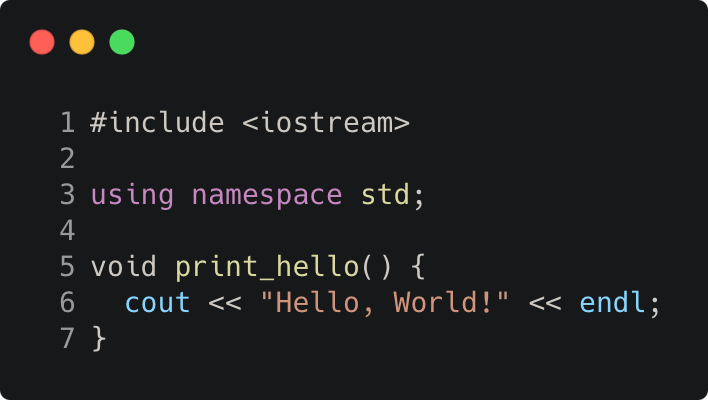 1 #include <iostream>
2
3 using namespace std;
4
5 void print_hello() {
6   cout << "Hello, World!" << endl;
7 }